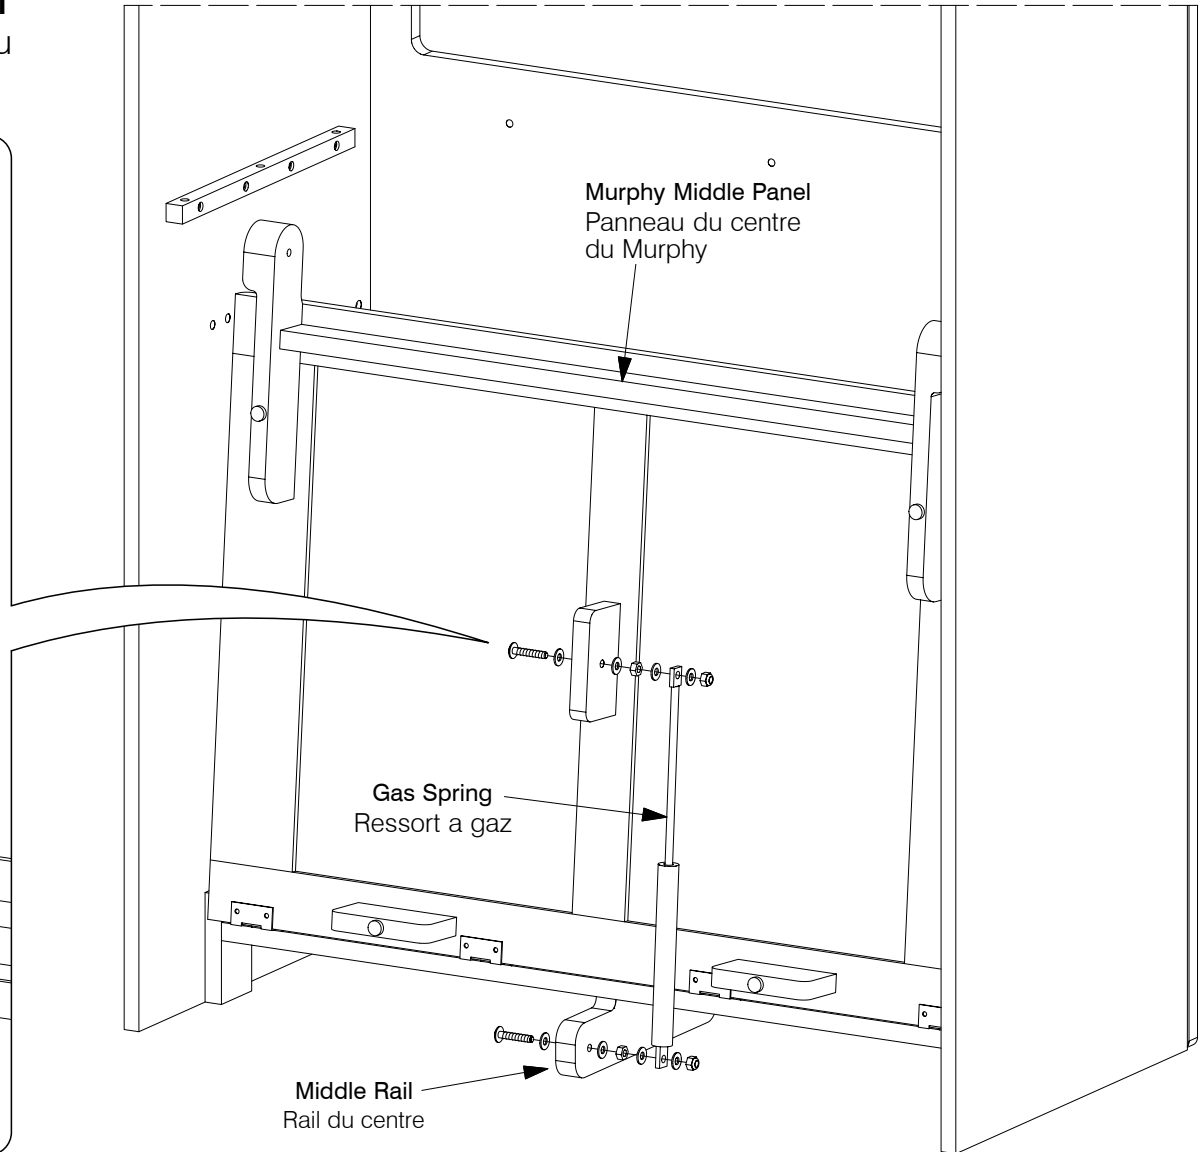 Murphy Middle Panel
Panneau du centre
du Murphy
Gas Spring
Ressort a gaz
Middle Rail
Rail du centre